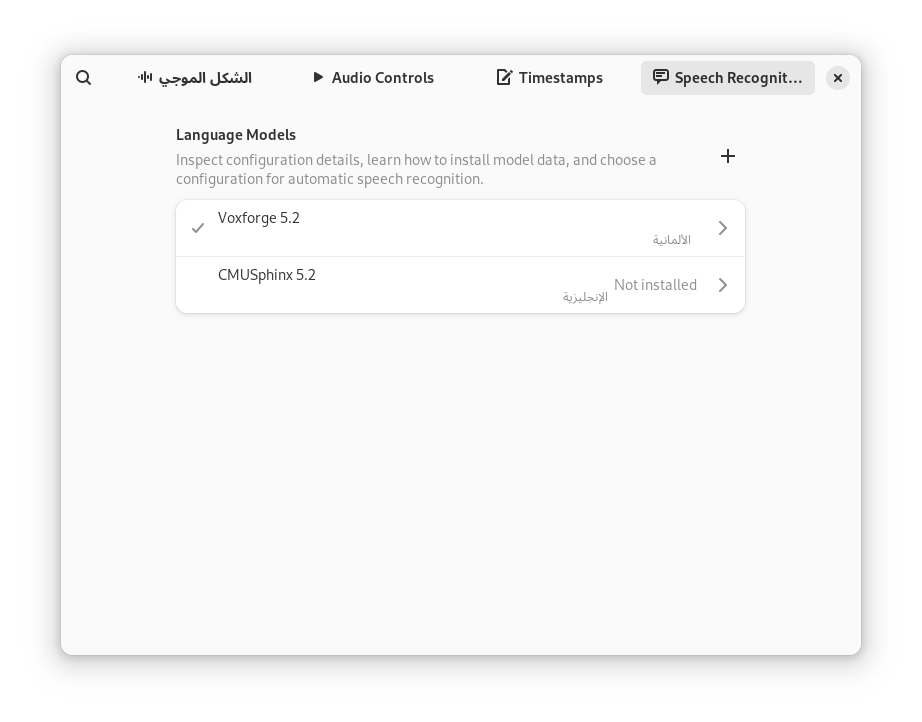 الشكل الموجي
Audio Controls
Timestamps
Speech Recognit…
Language Models
Inspect configuration details, learn how to install model data, and choose a
configuration for automatic speech recognition.
Voxforge 5.2
الألمانية
CMUSphinx 5.2
Not installed
الإنجليزية